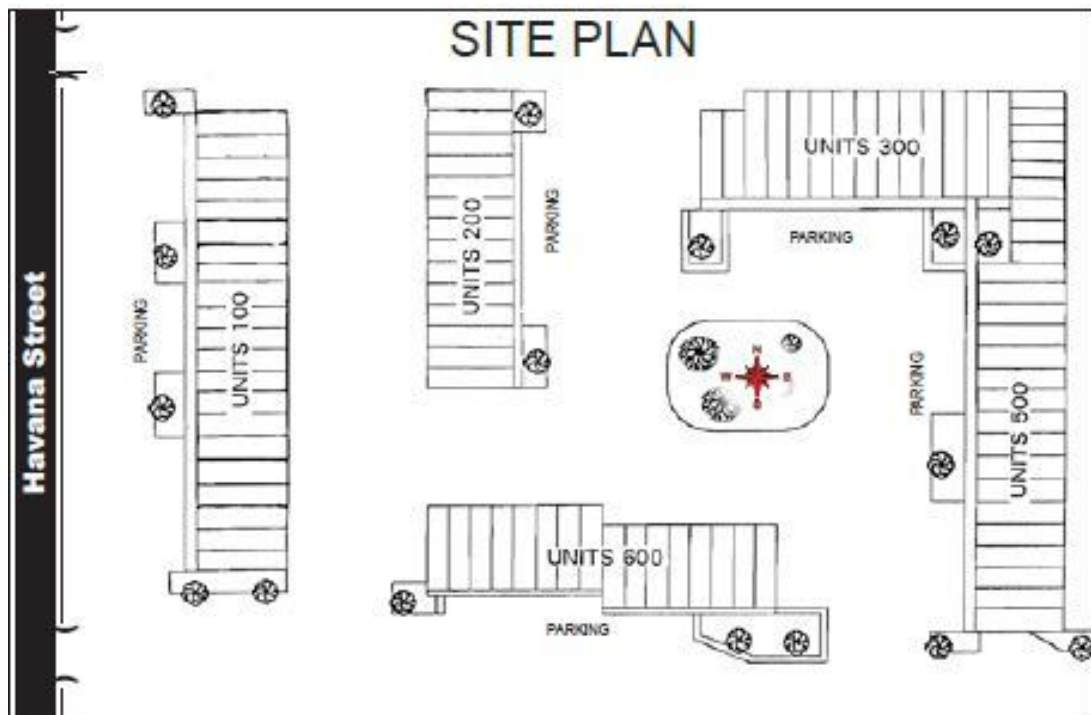 SITE PLAN
Havana Street
PARKING
UNITS 100
UNITS 200
PARKING
UNITS 300
PARKING
N
W
E
S
PARKING
UNITS 500
UNITS 600
PARKING